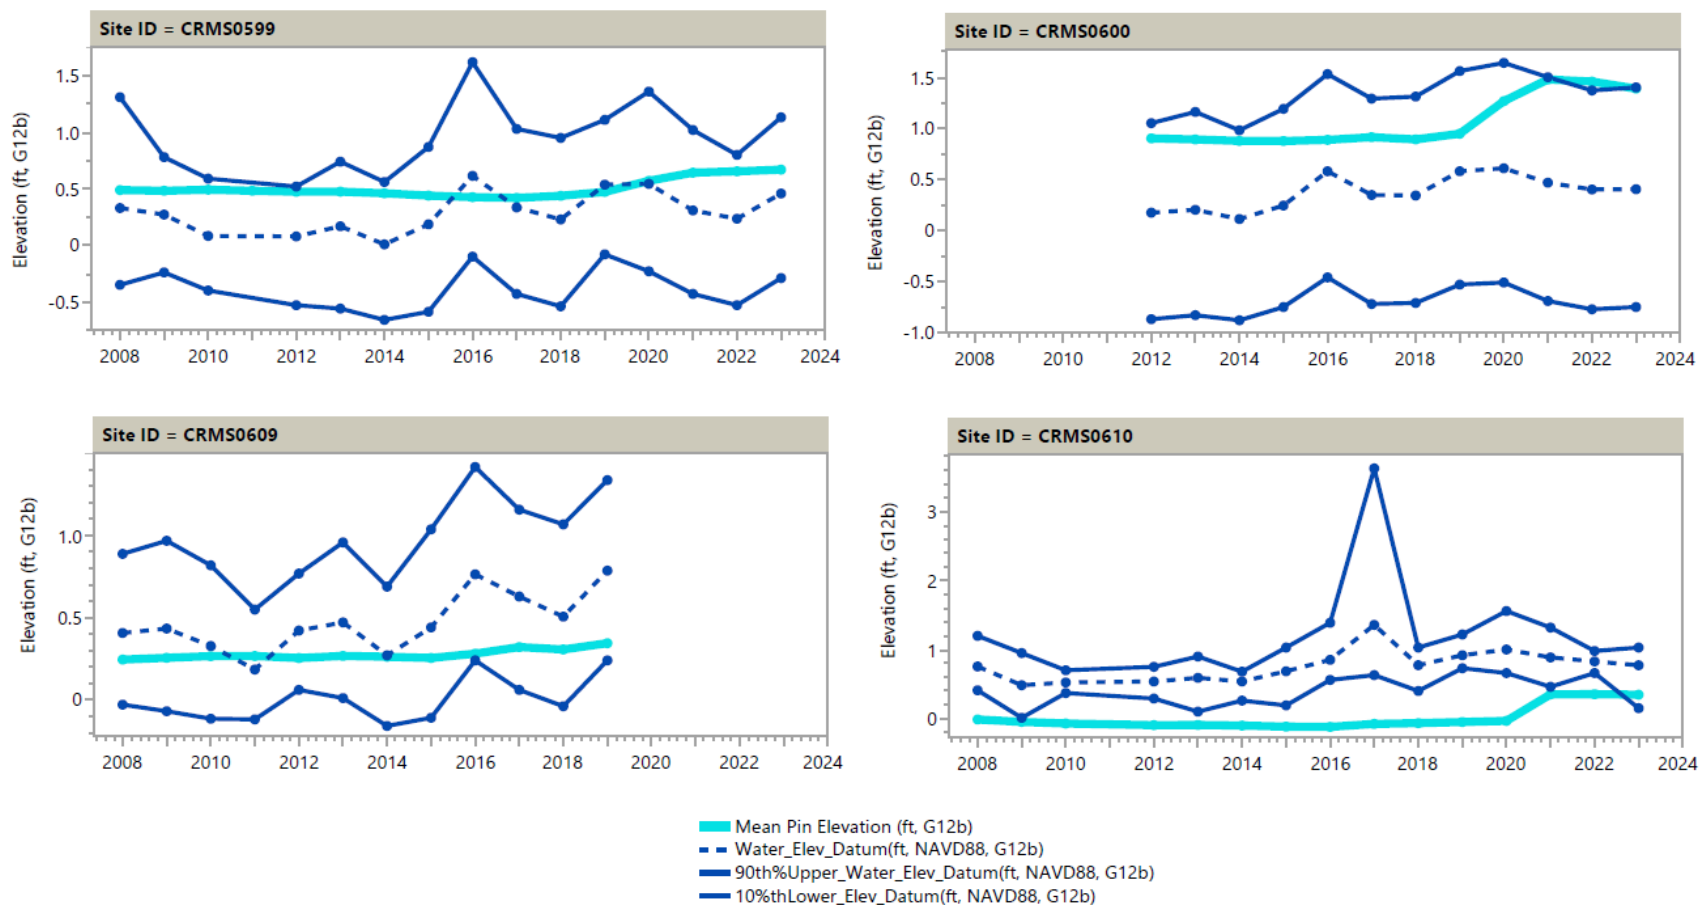 Site ID = CRMS0599
Elevation (ft, G12b)
1.5
1.0
0.5
0
-0.5
2008 2010 2012 2014 2016 2018 2020 2022 2024
Site ID = CRMS0600
Elevation (ft, G12b)
1.5
1.0
0.5
0
-0.5
-1.0
2008 2010 2012 2014 2016 2018 2020 2022 2024
Site ID = CRMS0609
Elevation (ft, G12b)
1.0
0.5
0
2008 2010 2012 2014 2016 2018 2020 2022 2024
Site ID = CRMS0610
Elevation (ft, G12b)
3
2
1
0
2008 2010 2012 2014 2016 2018 2020 2022 2024
Mean Pin Elevation (ft, G12b)
Water_Elev_Datum(ft, NAVD88, G12b)
90th%Upper_Water_Elev_Datum(ft, NAVD88, G12b)
10%thLower_Elev_Datum(ft, NAVD88, G12b)